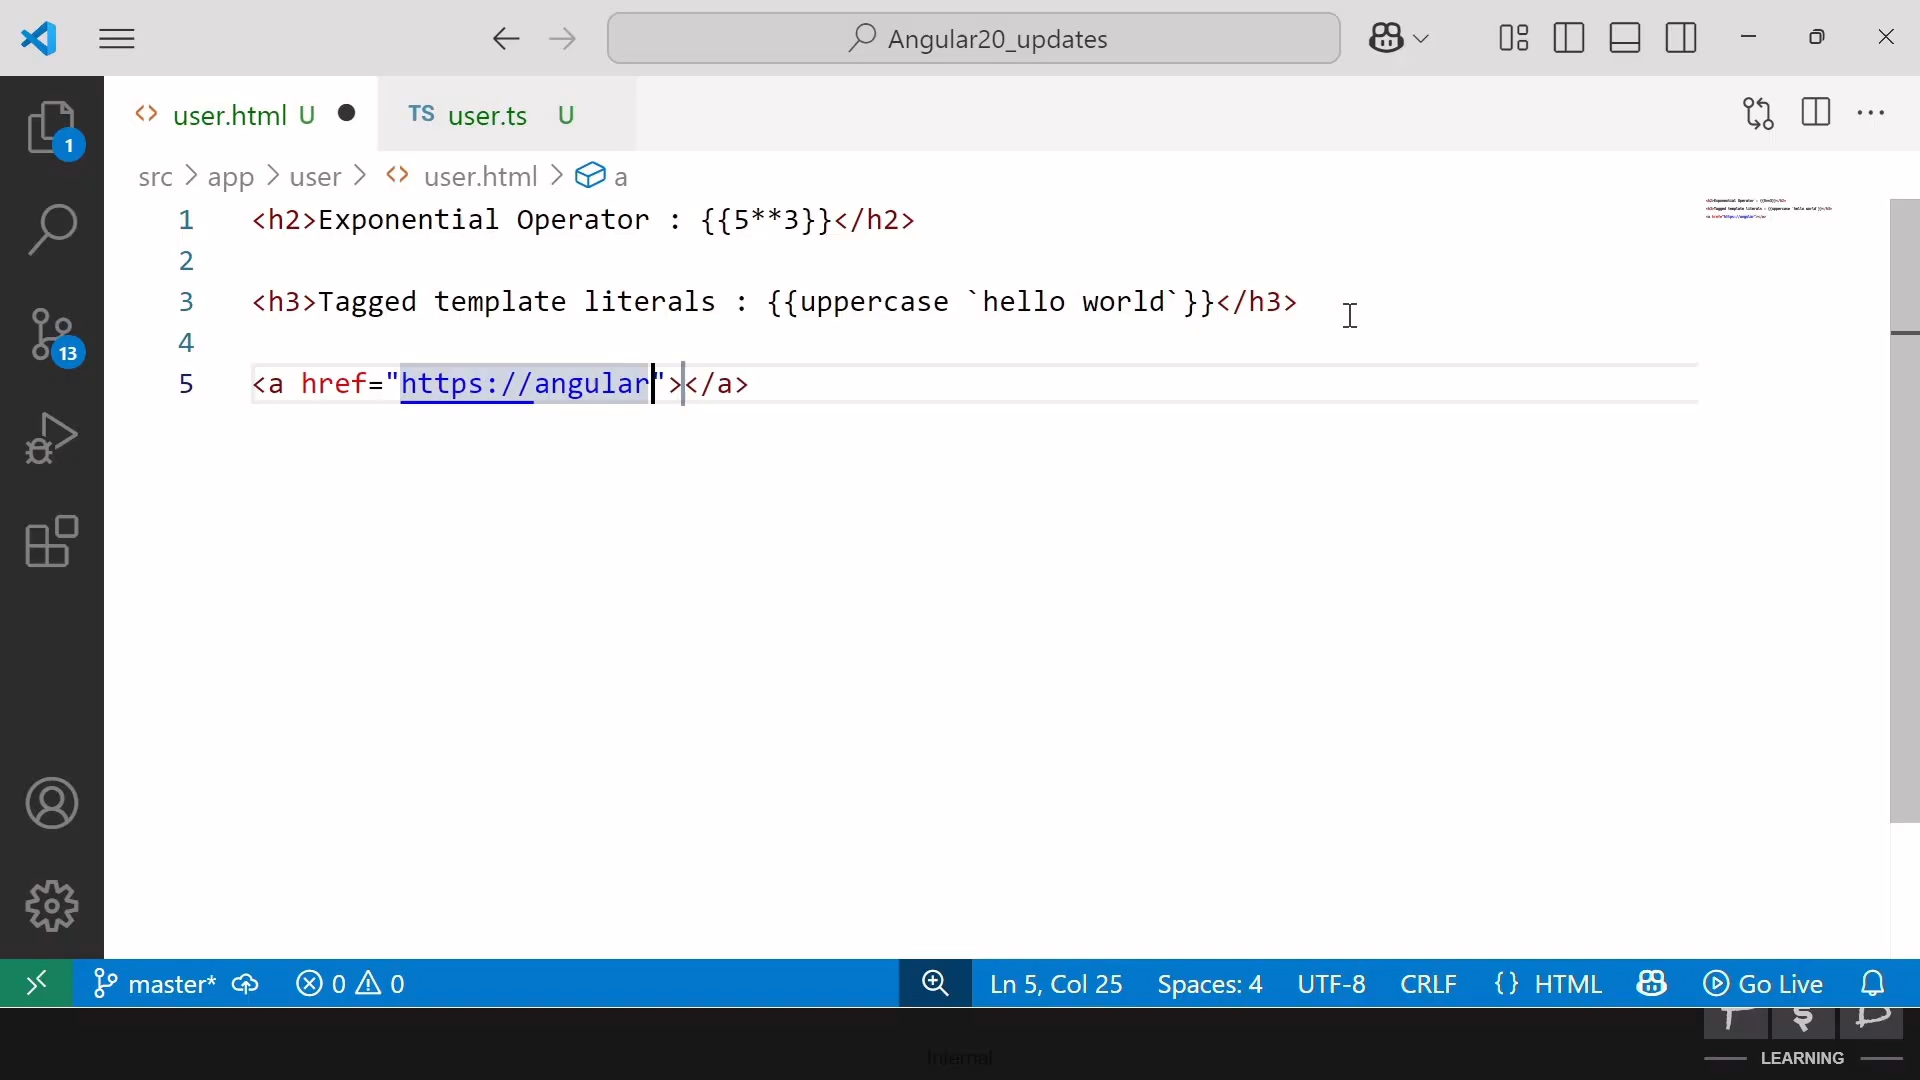 Angular20_updates
user.html U
TS user.ts U
src > app > user > user.html > a
1 <h2>Exponential Operator : {{5**3}}</h2>
2
3 <h3>Tagged template literals : {{uppercase `hello world`}}</h3>
4
5 <a href="https://angular"></a>
1
13
master* 0 0 Ln 5, Col 25 Spaces: 4 UTF-8 CRLF {} HTML Go Live
Internal
LEARNING